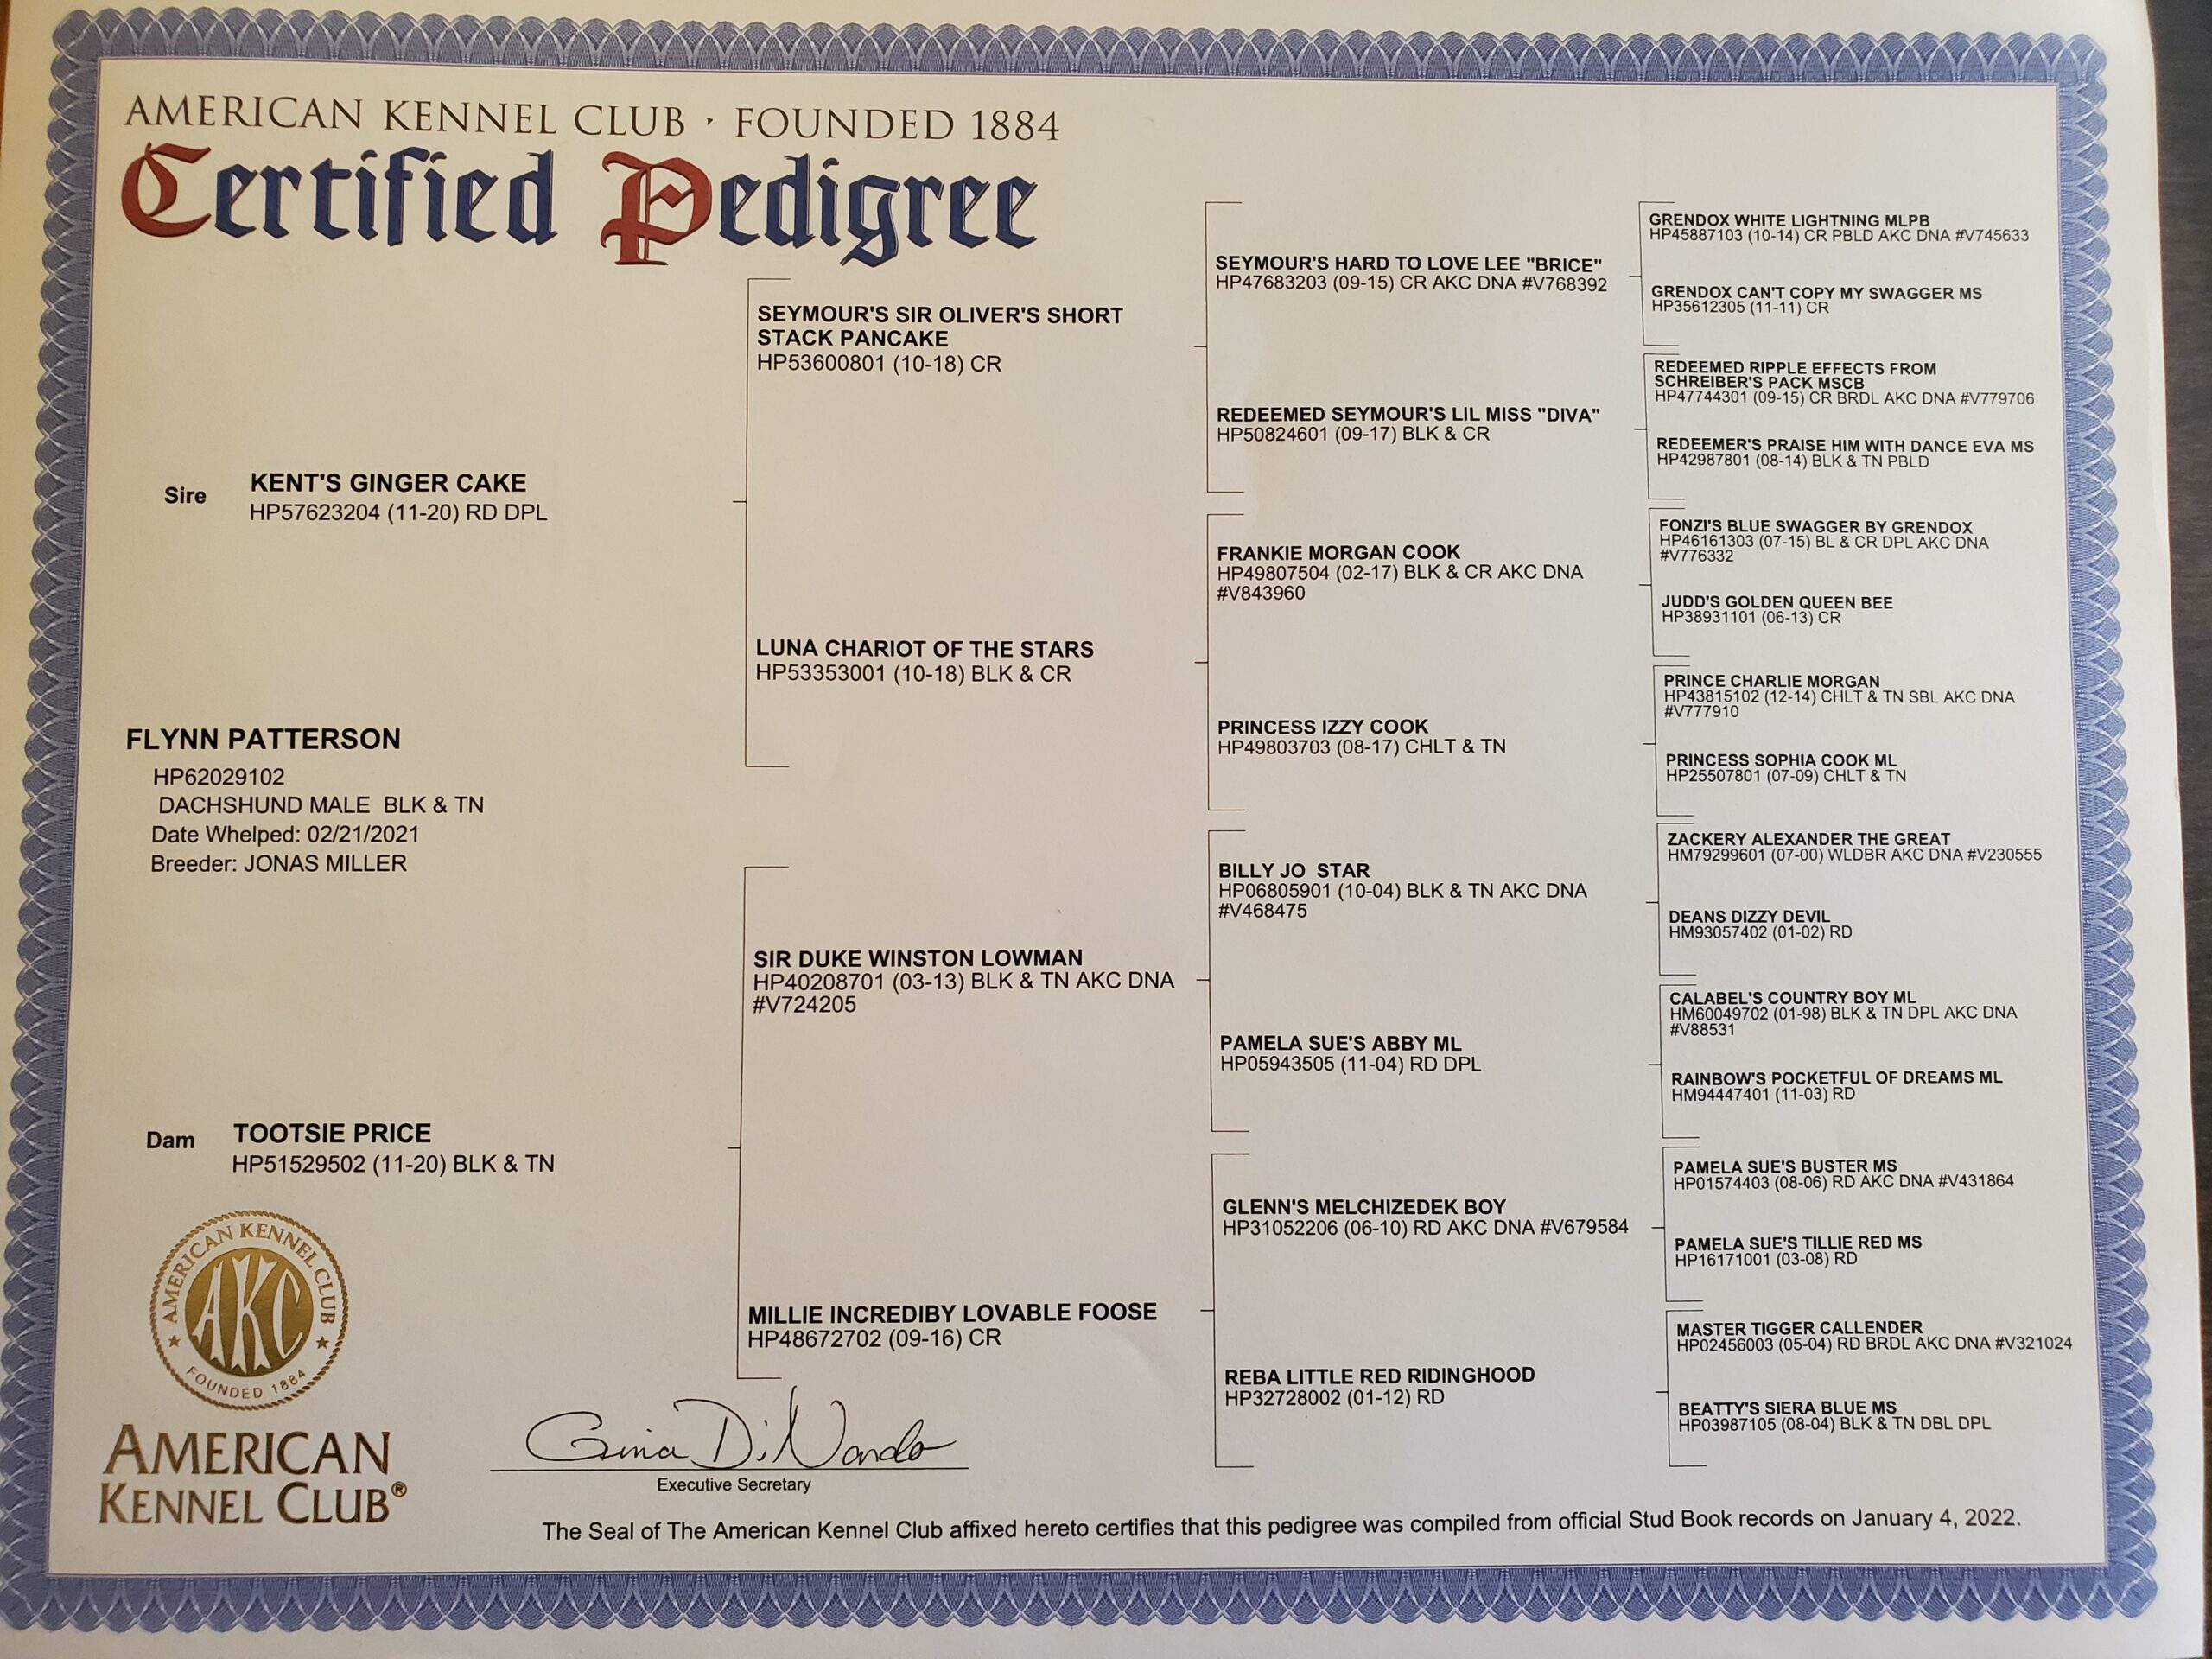 AMERICAN KENNEL CLUB · FOUNDED 1884
Certified Pedigree
Sire
KENT'S GINGER CAKE
HP57623204 (11-20) RD DPL
FLYNN PATTERSON
HP62029102
DACHSHUND MALE BLK & TN
Date Whelped: 02/21/2021
Breeder: JONAS MILLER
Dam
TOOTSIE PRICE
HP51529502 (11-20) BLK & TN
SEYMOUR'S SIR OLIVER'S SHORT
STACK PANCAKE
HP53600801 (10-18) CR
LUNA CHARIOT OF THE STARS
HP53353001 (10-18) BLK & CR
SIR DUKE WINSTON LOWMAN
HP40208701 (03-13) BLK & TN AKC DNA
#V724205
MILLIE INCREDIBY LOVABLE FOOSE
HP48672702 (09-16) CR
SEYMOUR'S HARD TO LOVE LEE "BRICE"
HP47683203 (09-15) CR AKC DNA #V768392
REDEEMED SEYMOUR'S LIL MISS "DIVA"
HP50824601 (09-17) BLK & CR
FRANKIE MORGAN COOK
HP49807504 (02-17) BLK & CR AKC DNA
#V843960
PRINCESS IZZY COOK
HP49803703 (08-17) CHLT & TN
BILLY JO STAR
HP06805901 (10-04) BLK & TN AKC DNA
#V468475
PAMELA SUE'S ABBY ML
HP05943505 (11-04) RD DPL
GLENN'S MELCHIZEDEK BOY
HP31052206 (06-10) RD AKC DNA #V679584
REBA LITTLE RED RIDINGHOOD
HP32728002 (01-12) RD
GRENDOX WHITE LIGHTNING MLPB
HP45887103 (10-14) CR PBLD AKC DNA #V745633
GRENDOX CAN'T COPY MY SWAGGER MS
HP35612305 (11-11) CR
REDEEMED RIPPLE EFFECTS FROM
SCHREIBER'S PACK MSCB
HP47744301 (09-15) CR BRDL AKC DNA #V779706
REDEEMER'S PRAISE HIM WITH DANCE EVA MS
HP42987801 (08-14) BLK & TN PBLD
FONZI'S BLUE SWAGGER BY GRENDOX
HP46161303 (07-15) BL & CR DPL AKC DNA
#V776332
JUDD'S GOLDEN QUEEN BEE
HP38931101 (06-13) CR
PRINCE CHARLIE MORGAN
HP43815102 (12-14) CHLT & TN SBL AKC DNA
#V777910
PRINCESS SOPHIA COOK ML
HP25507801 (07-09) CHLT & TN
ZACKERY ALEXANDER THE GREAT
HM79299601 (07-00) WLDBR AKC DNA #V230555
DEANS DIZZY DEVIL
HM93057402 (01-02) RD
CALABEL'S COUNTRY BOY ML
HM60049702 (01-98) BLK & TN DPL AKC DNA
#V88531
RAINBOW'S POCKETFUL OF DREAMS ML
HM94447401 (11-03) RD
PAMELA SUE'S BUSTER MS
HP01574403 (08-06) RD AKC DNA #V431864
PAMELA SUE'S TILLIE RED MS
HP16171001 (03-08) RD
MASTER TIGGER CALLENDER
HP02456003 (05-04) RD BRDL AKC DNA #V321024
BEATTY'S SIERA BLUE MS
HP03987105 (08-04) BLK & TN DBL DPL
AMERICAN KENNEL CLUB
AKC
FOUNDED 1884
AMERICAN
KENNEL CLUB®
Gina DiNardo
Executive Secretary
The Seal of The American Kennel Club affixed hereto certifies that this pedigree was compiled from official Stud Book records on January 4, 2022.